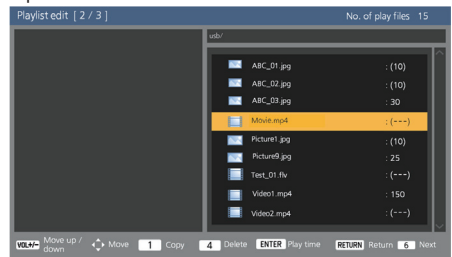 Playlist edit [ 2 / 3 ]
No. of play files 15
usb/
ABC_01.jpg : (10)
ABC_02.jpg : (10)
ABC_03.jpg : 30
Movie.mp4 : (---)
Picture1.jpg : (10)
Picture9.jpg : 25
Test_01.flv : (---)
Video1.mp4 : 150
Video2.mp4 : (---)
VOL+/- Move up / down Move 1 Copy 4 Delete ENTER Play time RETURN Return 6 Next